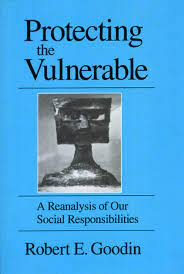 Protecting
the
Vulnerable
A Reanalysis of Our
Social Responsibilities
Robert E. Goodin